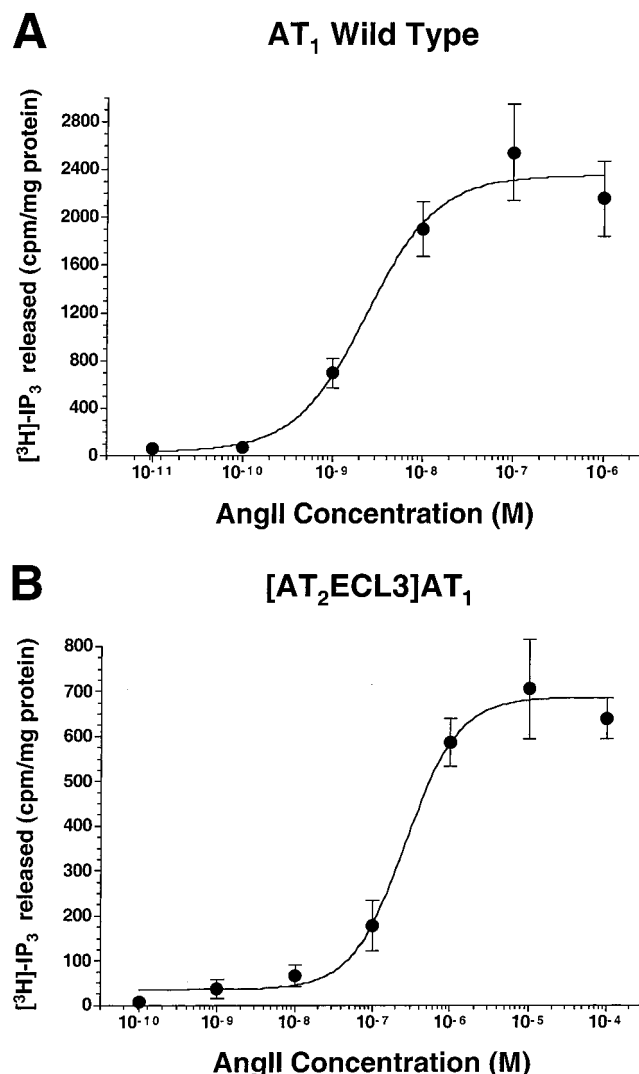 A
AT₁ Wild Type
[³H]-IP₃ released (cpm/mg protein)
2800
2400
2000
1600
1200
800
400
0
10⁻¹¹ 10⁻¹⁰ 10⁻⁹ 10⁻⁸ 10⁻⁷ 10⁻⁶
AngII Concentration (M)
B
[AT₂ECL3]AT₁
[³H]-IP₃ released (cpm/mg protein)
800
700
600
500
400
300
200
100
0
10⁻¹⁰ 10⁻⁹ 10⁻⁸ 10⁻⁷ 10⁻⁶ 10⁻⁵ 10⁻⁴
AngII Concentration (M)